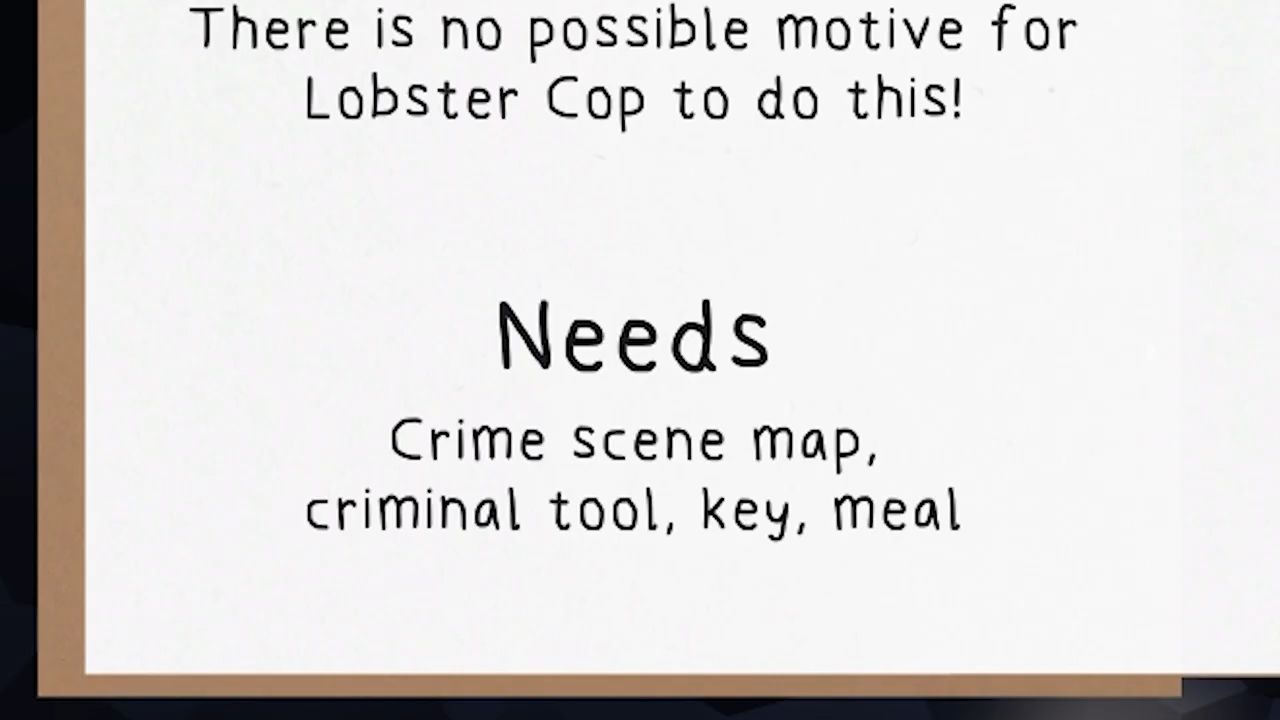 There is no possible motive for
Lobster Cop to do this!
Needs
Crime scene map,
criminal tool, key, meal